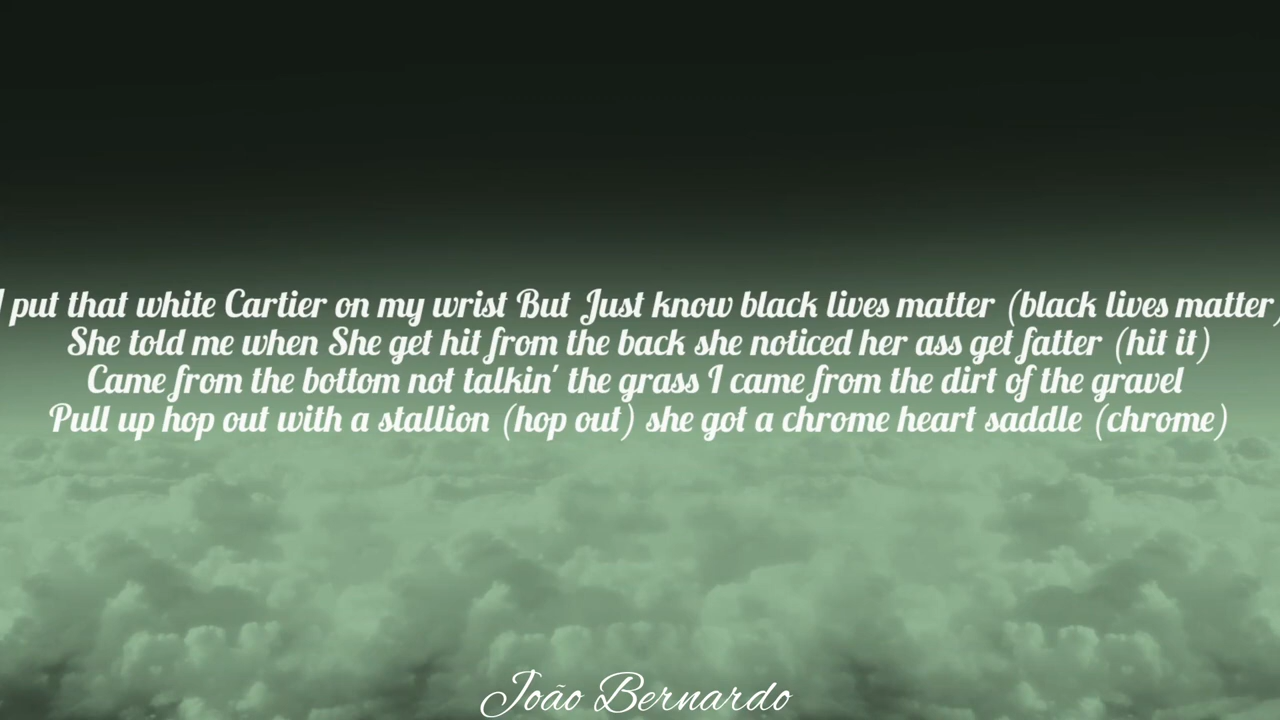 I put that white Cartier on my wrist But Just know black lives matter (black lives matter)
She told me when She get hit from the back she noticed her ass get fatter (hit it)
Came from the bottom not talkin' the grass I came from the dirt of the gravel
Pull up hop out with a stallion (hop out) she got a chrome heart saddle (chrome)
João Bernardo